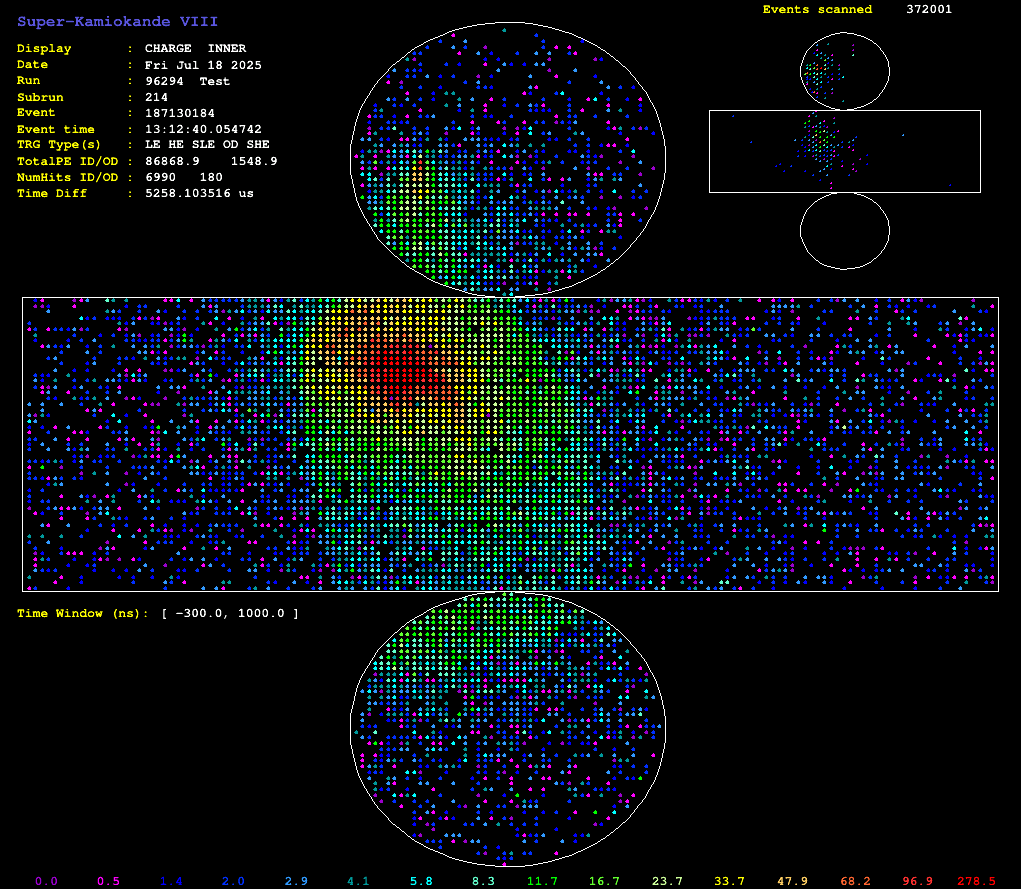 Super-Kamiokande VIII
Events scanned 372001
Display : CHARGE INNER
Date : Fri Jul 18 2025
Run : 96294 Test
Subrun : 214
Event : 187130184
Event time : 13:12:40.054742
TRG Type(s) : LE HE SLE OD SHE
TotalPE ID/OD : 86868.9 1548.9
NumHits ID/OD : 6990 180
Time Diff : 5258.103516 us
Time Window (ns): [ -300.0, 1000.0 ]
0.0 0.5 1.4 2.0 2.9 4.1 5.8 8.3 11.7 16.7 23.7 33.7 47.9 68.2 96.9 278.5